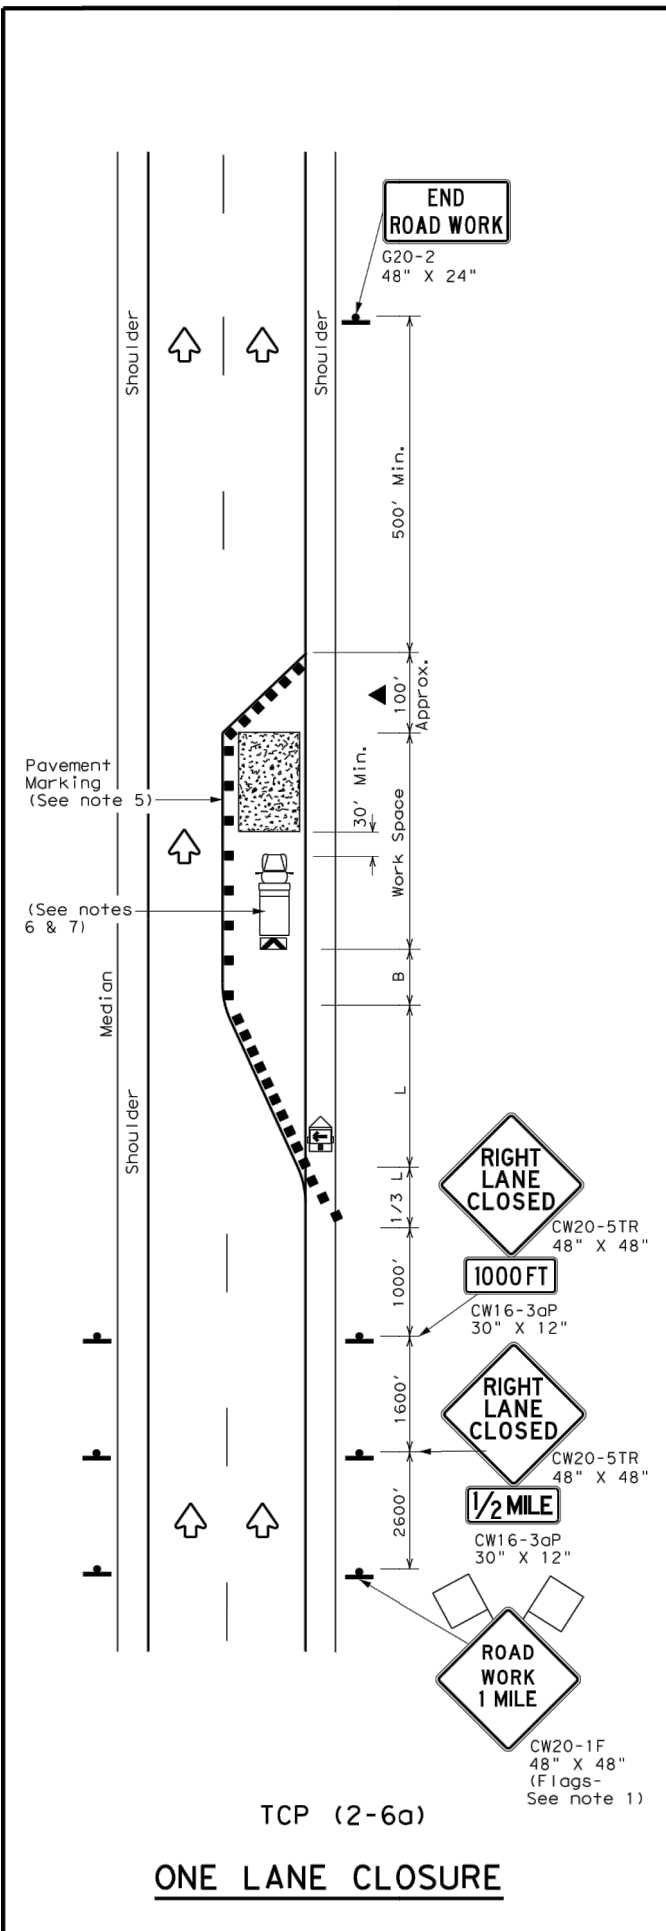 END
ROAD WORK
G20-2
48" X 24"
Shoulder
Shoulder
500' Min.
100'
Approx.
Pavement
Marking
(See note 5)
30' Min.
Work Space
(See notes
6 & 7)
B
Median
Shoulder
L
RIGHT
LANE
CLOSED
CW20-5TR
48" X 48"
1/3 L
1000 FT
CW16-3aP
30" X 12"
1000'
RIGHT
LANE
CLOSED
CW20-5TR
48" X 48"
1600'
1/2 MILE
CW16-3aP
30" X 12"
2600'
ROAD
WORK
1 MILE
CW20-1F
48" X 48"
(Flags-
See note 1)
TCP (2-6a)
ONE LANE CLOSURE